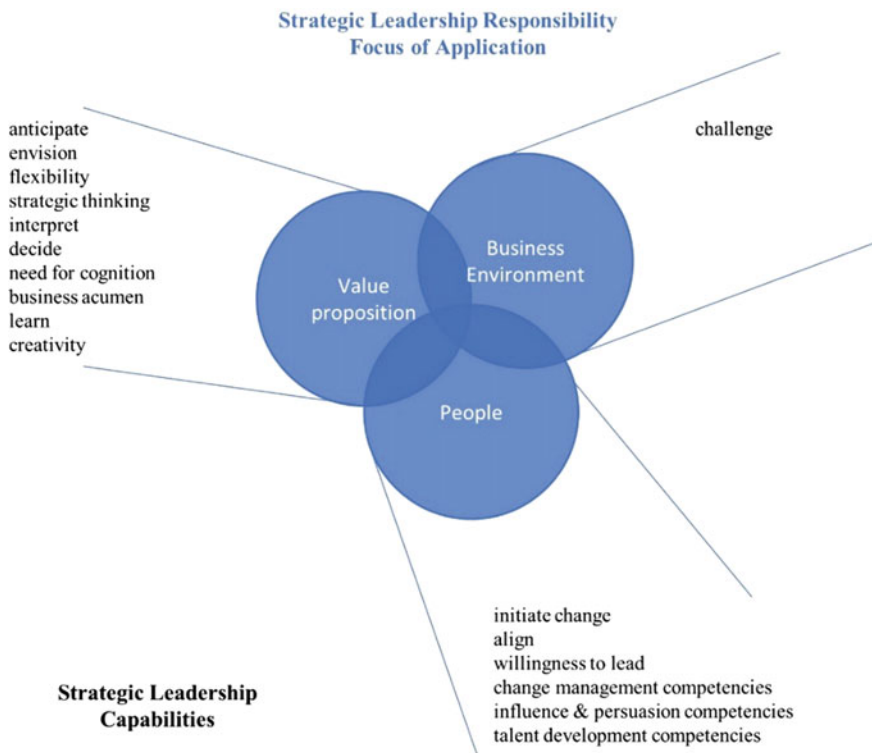 Strategic Leadership Responsibility
Focus of Application
anticipate
envision
flexibility
strategic thinking
interpret
decide
need for cognition
business acumen
learn
creativity
challenge
Business
Environment
Value
proposition
People
initiate change
align
willingness to lead
change management competencies
influence & persuasion competencies
talent development competencies
Strategic Leadership
Capabilities